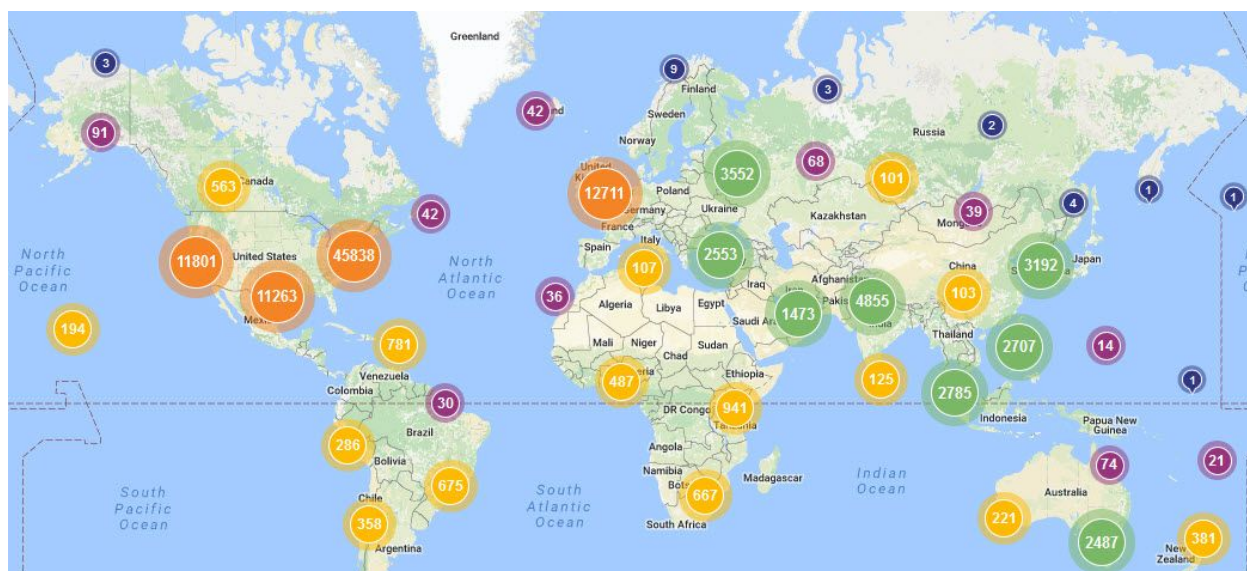 Greenland
3
9
Finland
3
42
Sweden
91
Norway
Russia
2
68
3552
101
563
Canada
12711
Poland
Germany
Ukraine
Kazakhstan
1
1
4
39
42
France
North
Pacific
Ocean
11801
United States
45838
North
Atlantic
Ocean
Spain
Italy
107
2553
Iraq
Afghanistan
China
103
3192
Japan
11263
36
Algeria
Libya
Egypt
1473
4855
194
781
Mali
Niger
Chad
Sudan
Thailand
2707
14
Venezuela
Colombia
487
Ethiopia
125
2785
1
30
DR Congo
941
Tanzania
Indonesia
Papua New
Guinea
Brazil
286
Bolivia
Angola
Namibia
Madagascar
Indian
Ocean
74
21
South
Pacific
Ocean
675
South
Atlantic
Ocean
667
Australia
Chile
358
South Africa
221
2487
381
New
Zealand
Argentina